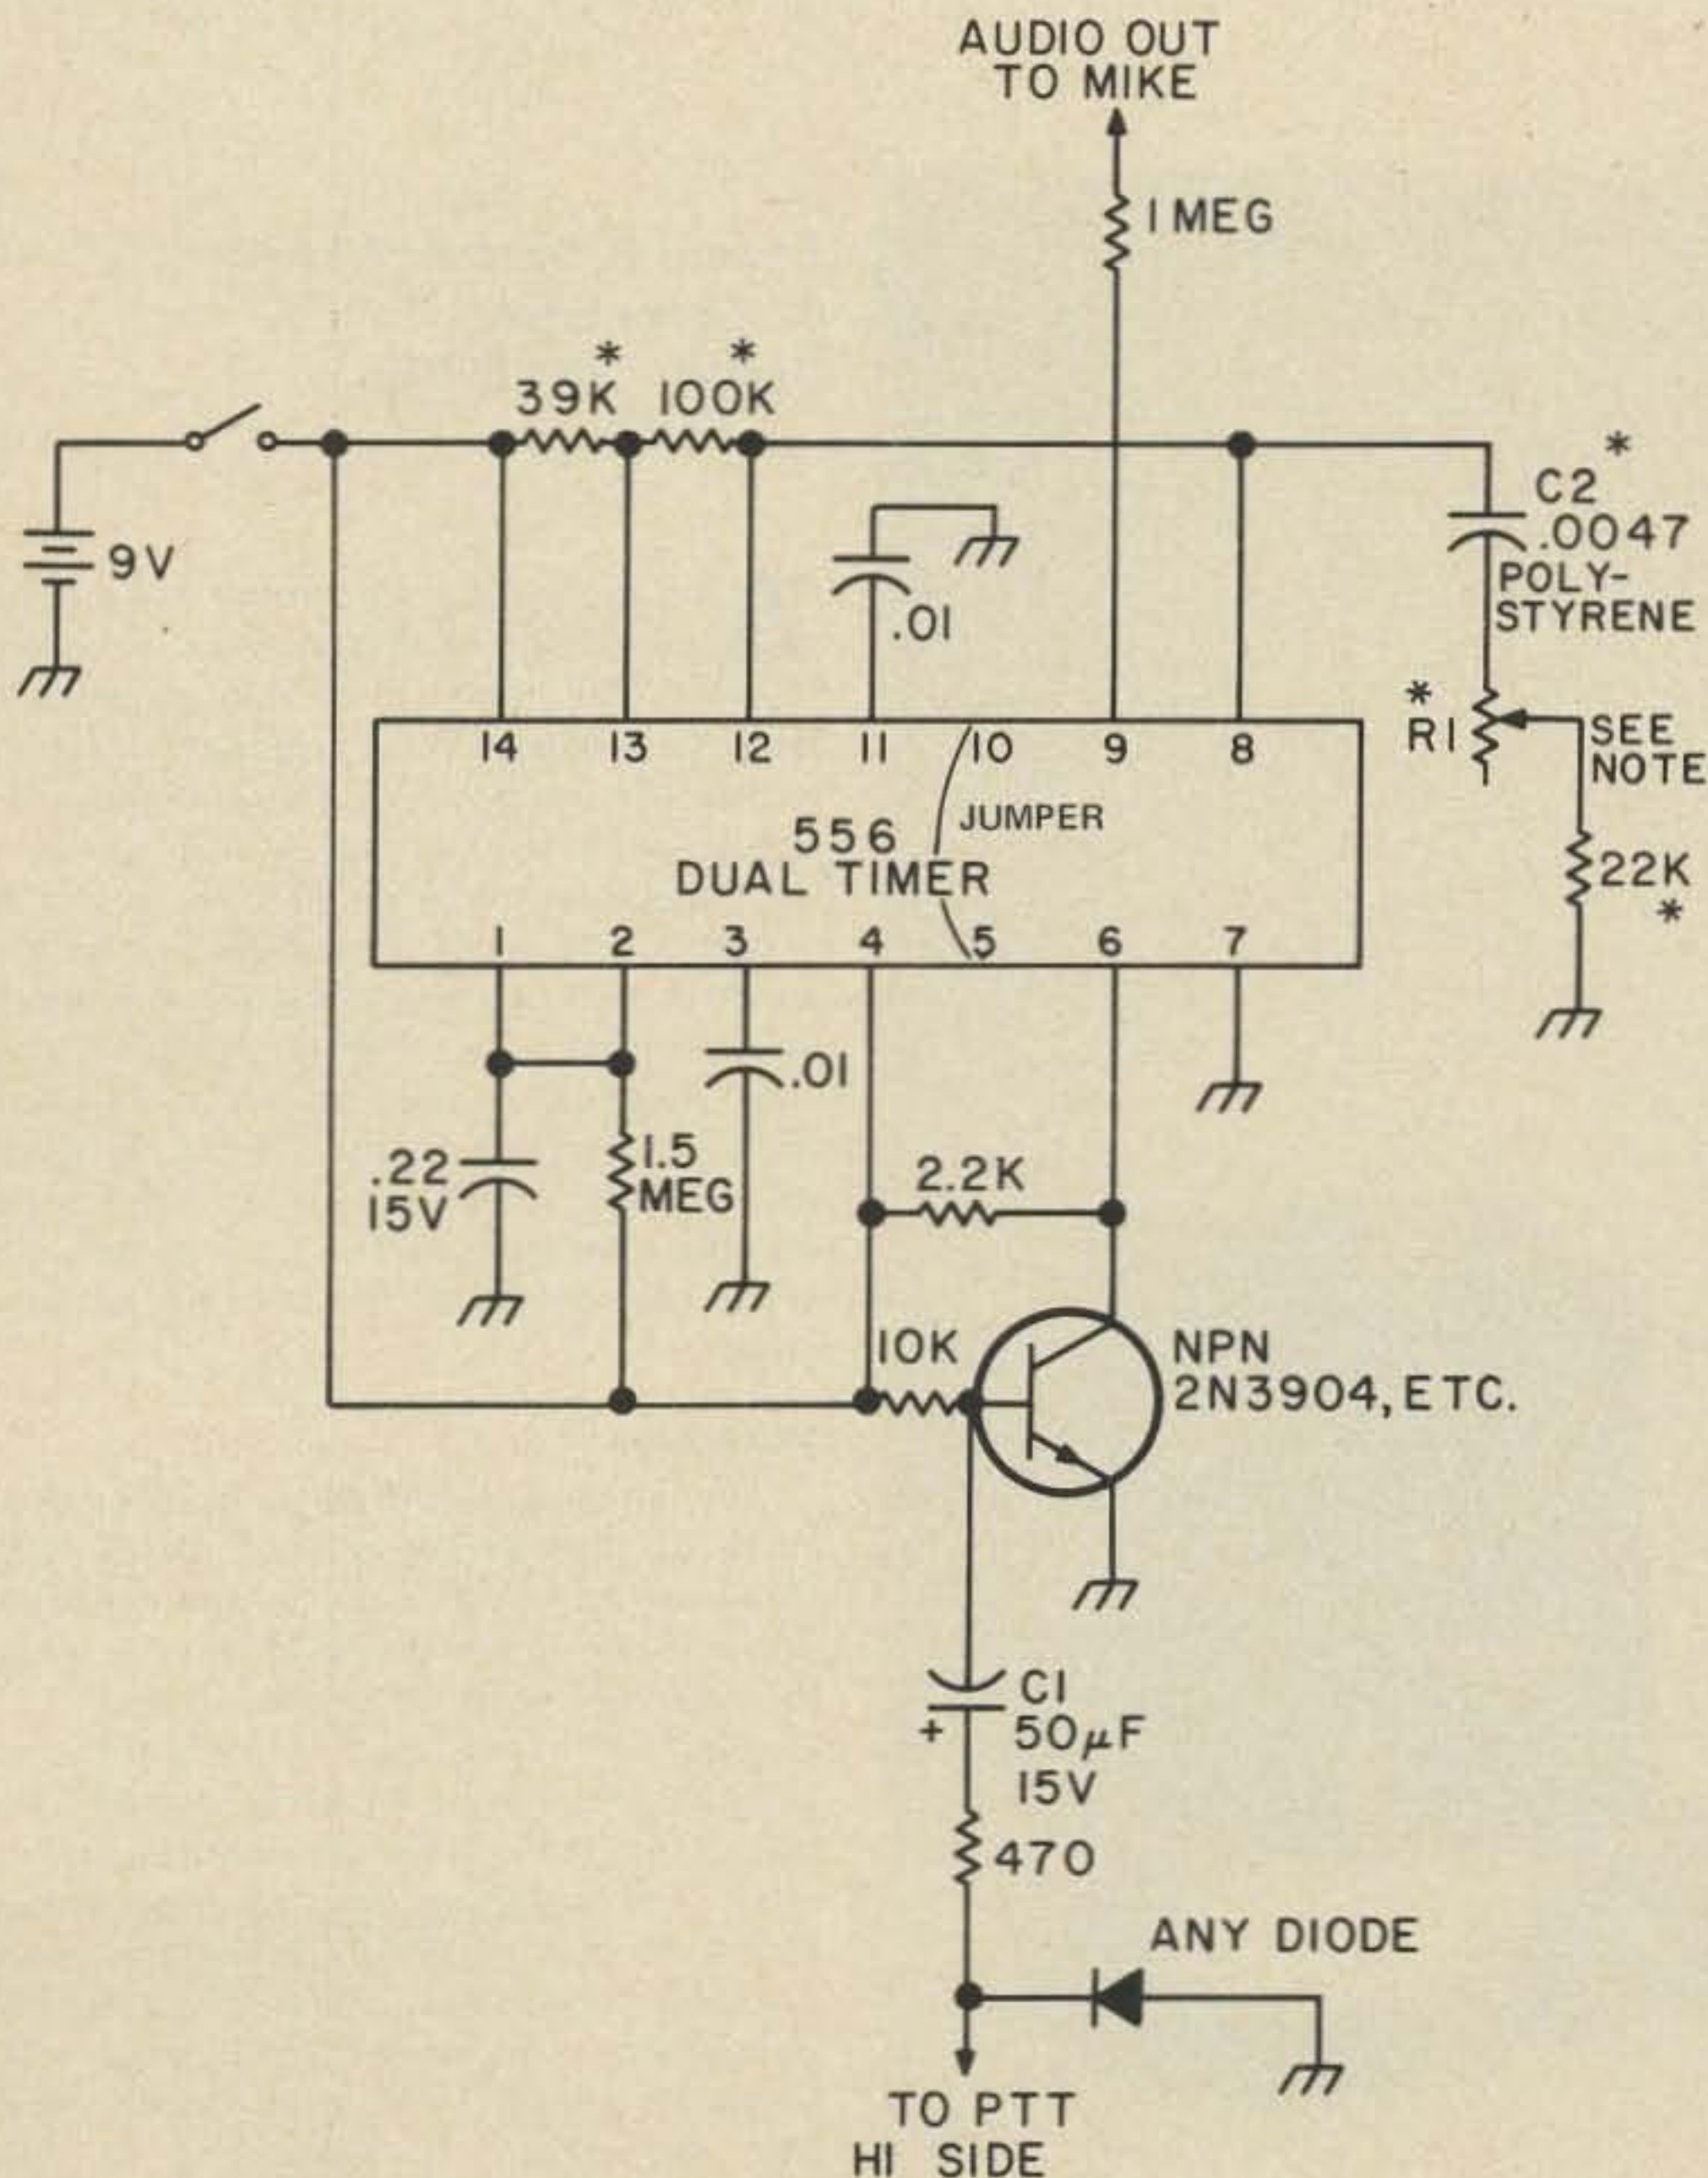 AUDIO OUT
TO MIKE
1 MEG
* *
39K 100K
9V
.01
*
C2
.0047
POLY-
STYRENE
*
R1
SEE
NOTE
22K
*
14 13 12 11 10 9 8
JUMPER
556
DUAL TIMER
1 2 3 4 5 6 7
.22
15V
1.5
MEG
.01
2.2K
10K
NPN
2N3904, ETC.
C1
+ 50µF
15V
470
ANY DIODE
TO PTT
HI SIDE